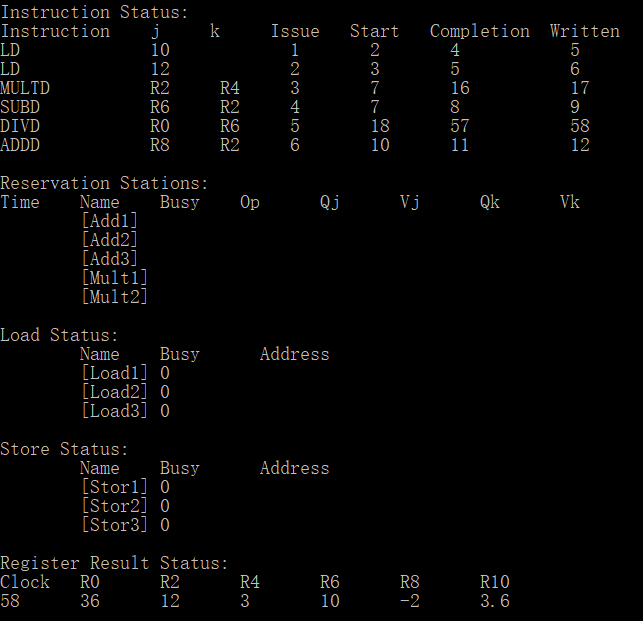 Instruction Status:
Instruction j k Issue Start Completion Written
LD 10 1 2 4 5
LD 12 2 3 5 6
MULTD R2 R4 3 7 16 17
SUBD R6 R2 4 7 8 9
DIVD R0 R6 5 18 57 58
ADDD R8 R2 6 10 11 12
Reservation Stations:
Time Name Busy Op Qj Vj Qk Vk
[Add1]
[Add2]
[Add3]
[Mult1]
[Mult2]
Load Status:
Name Busy Address
[Load1] 0
[Load2] 0
[Load3] 0
Store Status:
Name Busy Address
[Stor1] 0
[Stor2] 0
[Stor3] 0
Register Result Status:
Clock R0 R2 R4 R6 R8 R10
58 36 12 3 10 -2 3.6